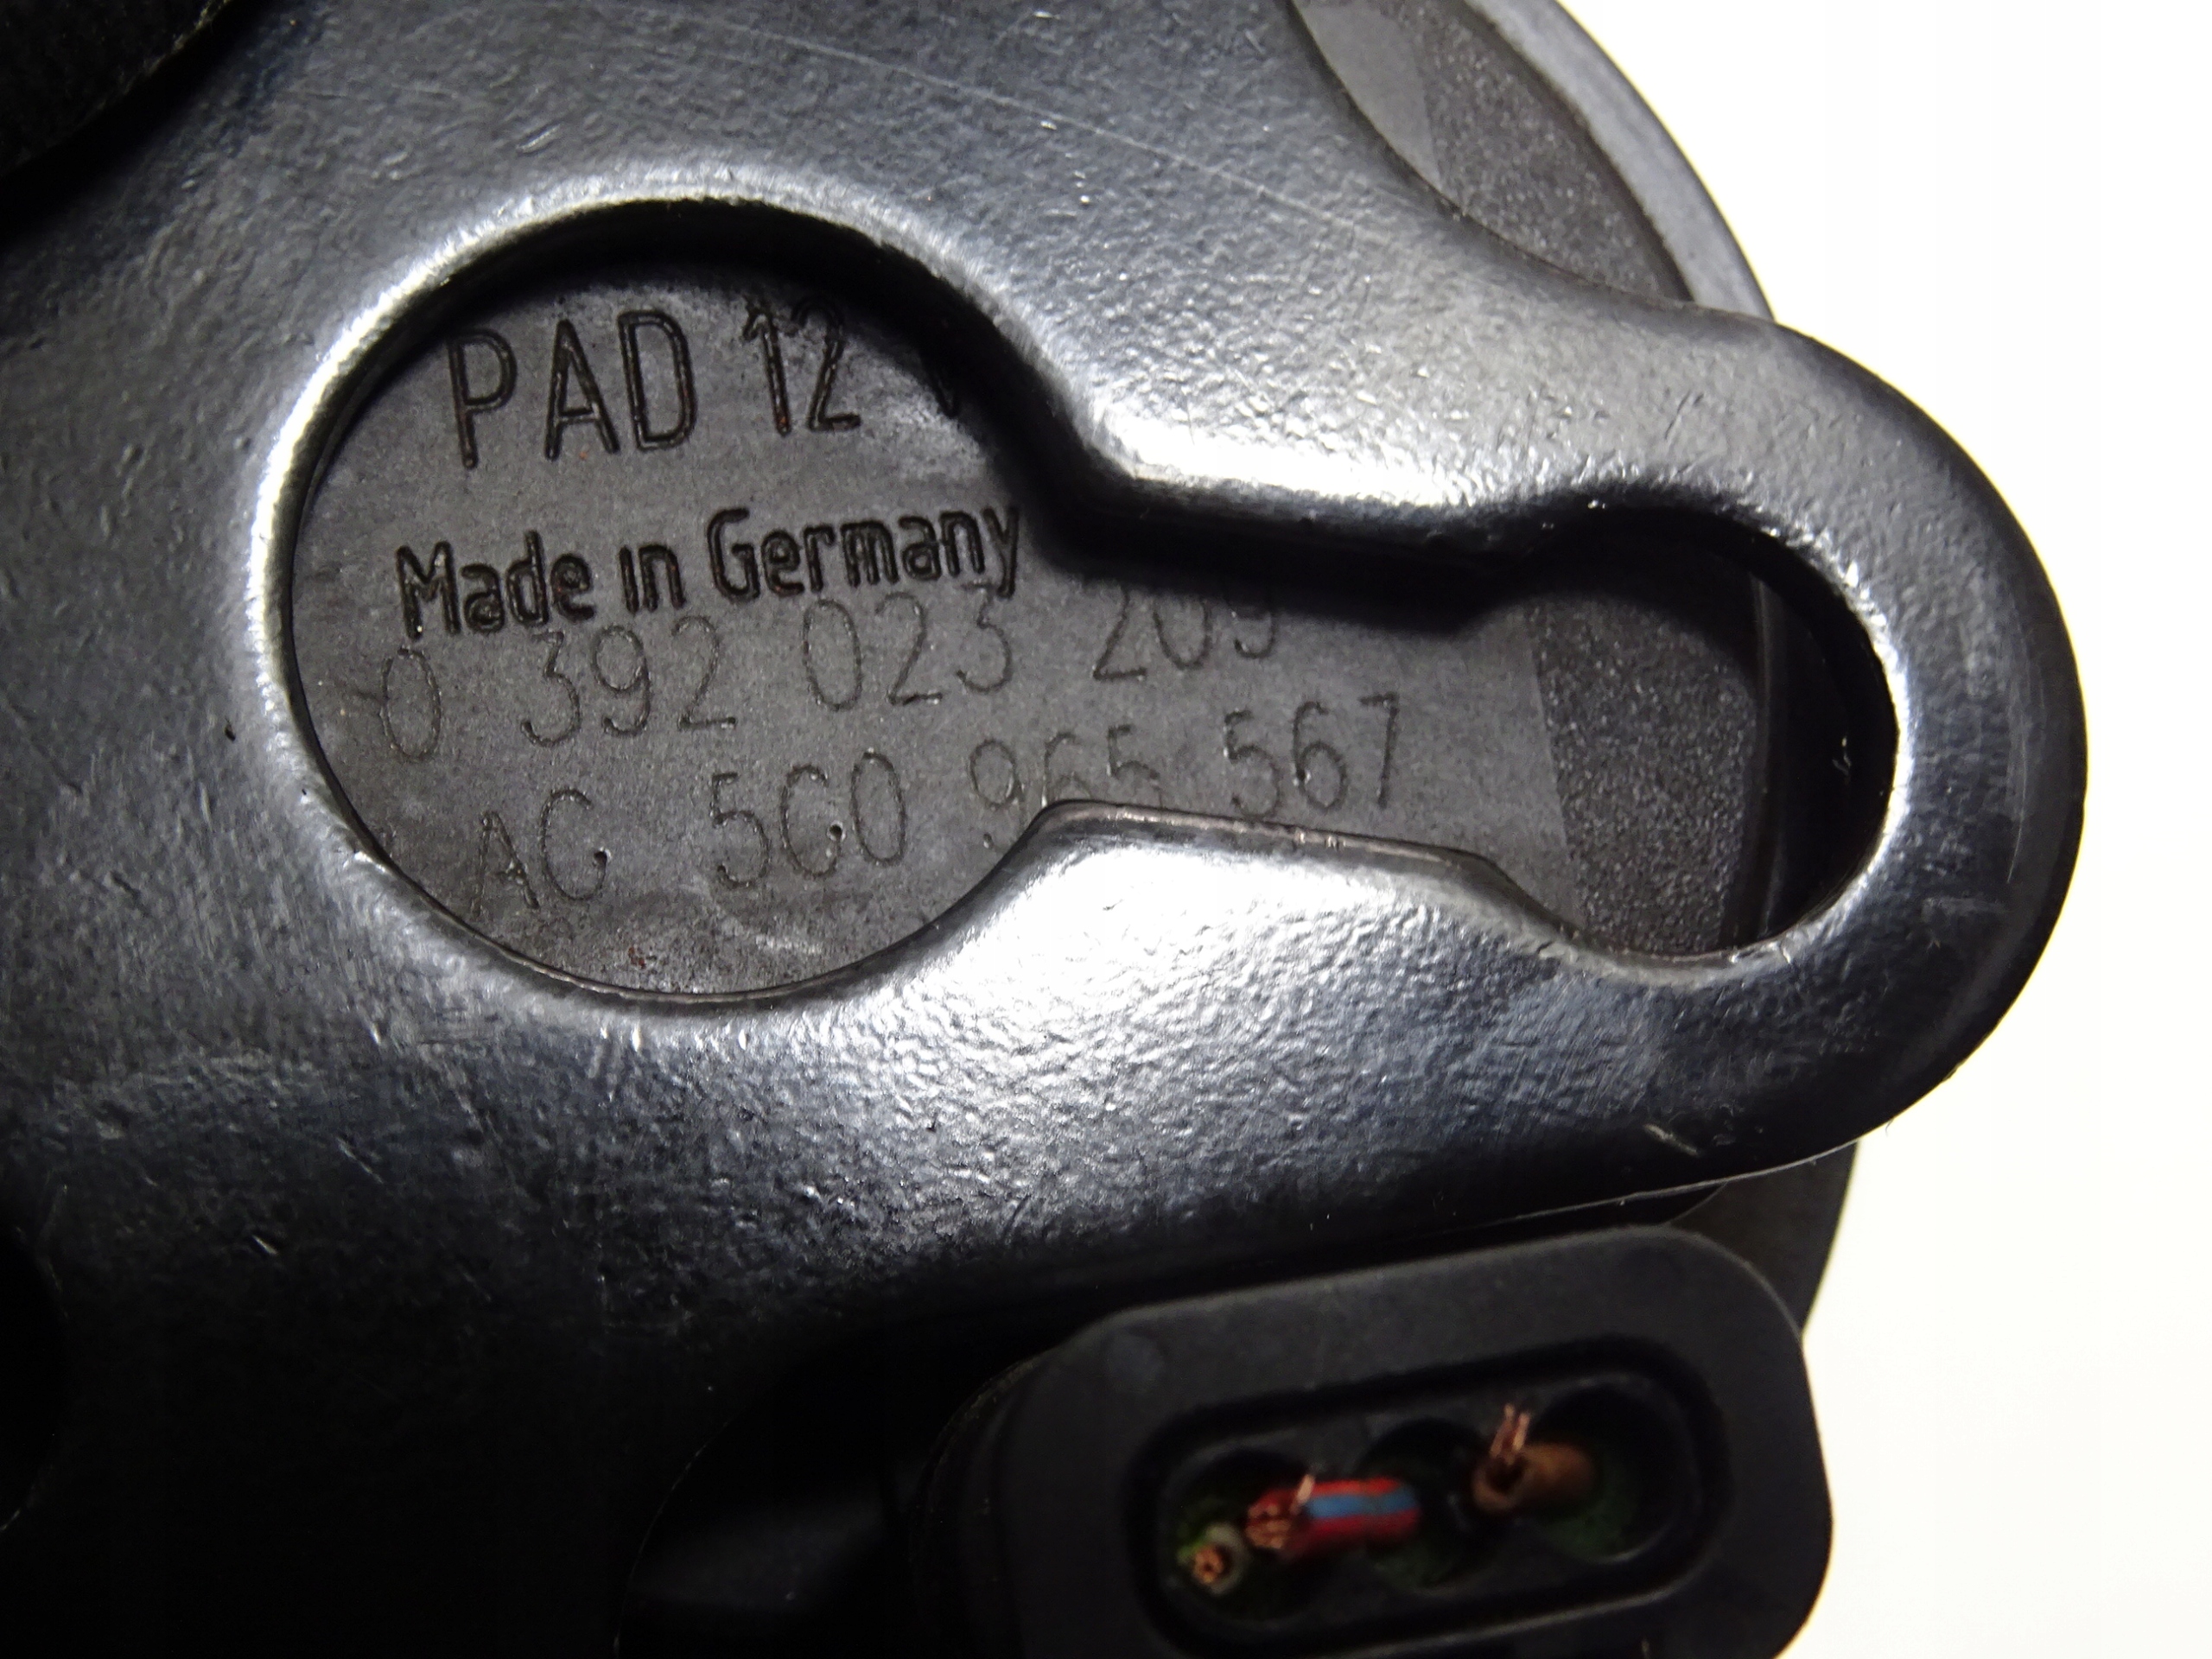 PAD 12 V
Made in Germany
0 392 023 209
AG 5G0 965 567